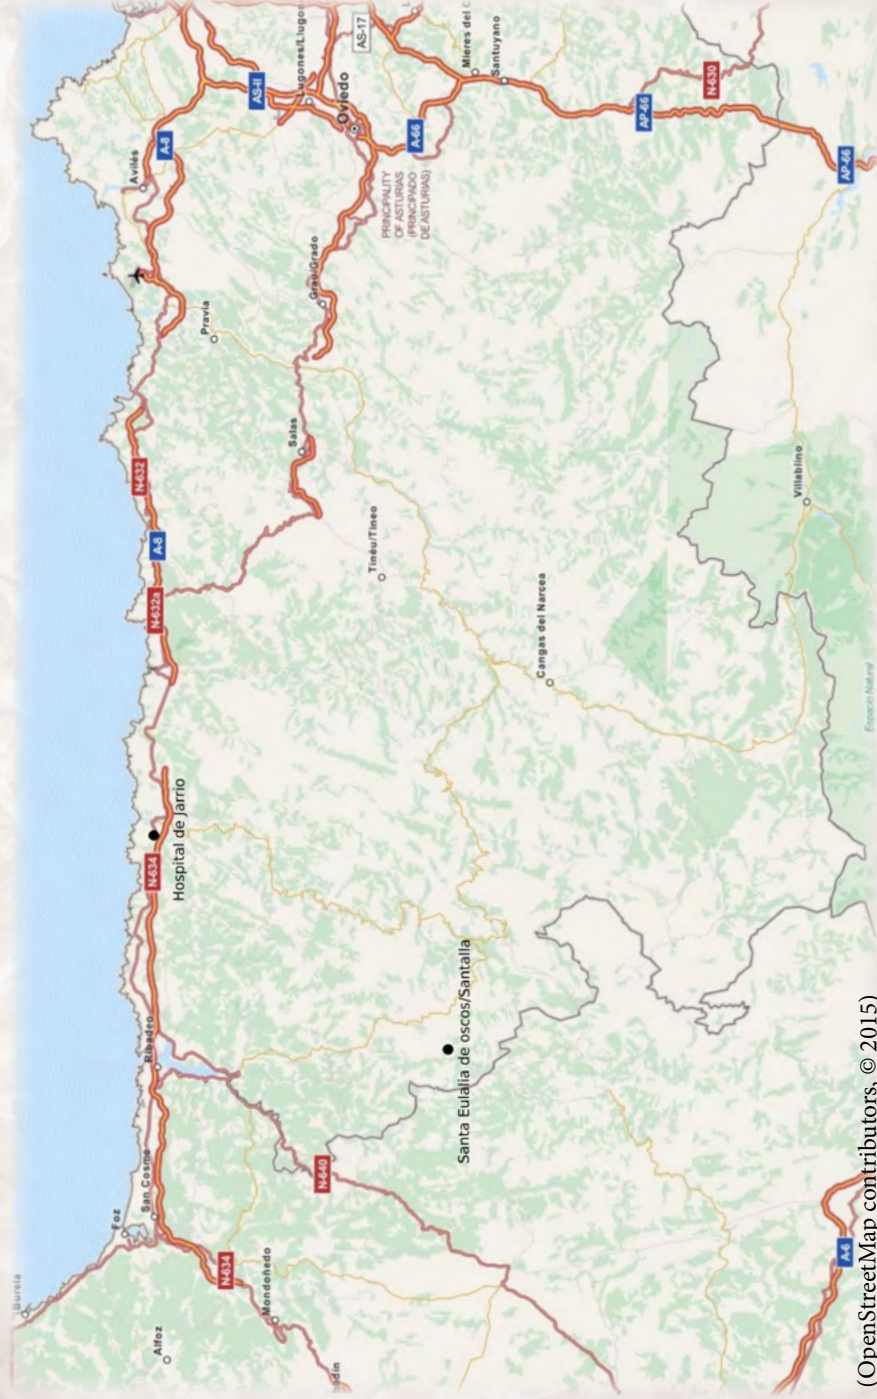 Bureia
Foz
Alfoz
San Cosme
Mondoñedo
N-634
N-640
Ribadeo
Santa Eulalia de oscos/Santalla
A-6
N-634
Hospital de Jarrio
N-632a
A-8
N-632
Tinéu/Tineo
Cangas del Narcea
Salas
Villablino
Espacio Natural
Pravia
Grau/Grado
Avilés
A-8
AS-II
Lugones/Llugo
Oviedo
AS-17
A-66
PRINCIPALITY
OF ASTURIAS
(PRINCIPADO
DE ASTURIAS)
Mieres del C
Santuyano
AP-66
N-630
AP-66
(OpenStreetMap contributors, © 2015)